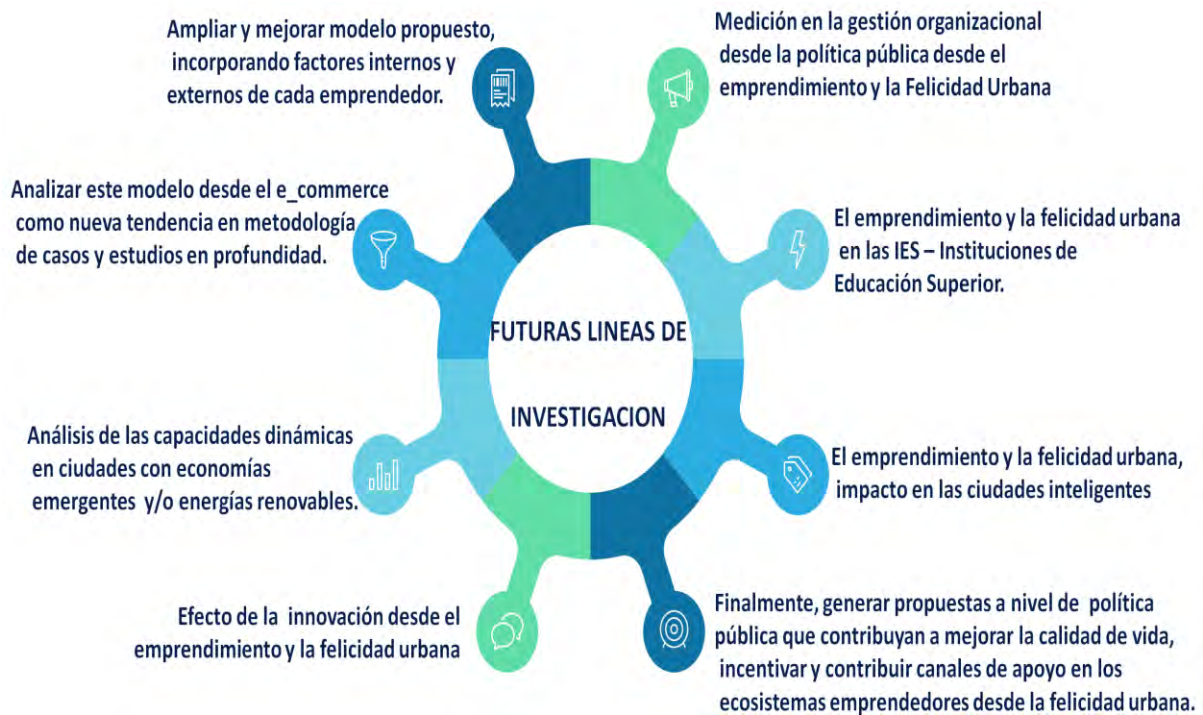 Ampliar y mejorar modelo propuesto,
incorporando factores internos y
externos de cada emprendedor.
Medición en la gestión organizacional
desde la política pública desde el
emprendimiento y la Felicidad Urbana
Analizar este modelo desde el e_commerce
como nueva tendencia en metodología
de casos y estudios en profundidad.
El emprendimiento y la felicidad urbana
en las IES – Instituciones de
Educación Superior.
FUTURAS LINEAS DE
INVESTIGACION
Análisis de las capacidades dinámicas
en ciudades con economías
emergentes y/o energías renovables.
El emprendimiento y la felicidad urbana,
impacto en las ciudades inteligentes
Efecto de la innovación desde el
emprendimiento y la felicidad urbana
Finalmente, generar propuestas a nivel de política
pública que contribuyan a mejorar la calidad de vida,
incentivar y contribuir canales de apoyo en los
ecosistemas emprendedores desde la felicidad urbana.